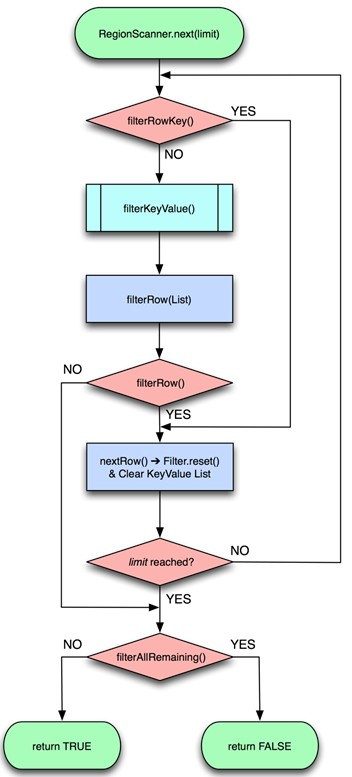 RegionScanner.next(limit)
filterRowKey()
YES
NO
filterKeyValue()
filterRow(List)
NO
filterRow()
YES
nextRow() ➔ Filter.reset()
& Clear KeyValue List
limit reached?
NO
YES
NO
filterAllRemaining()
YES
return TRUE
return FALSE